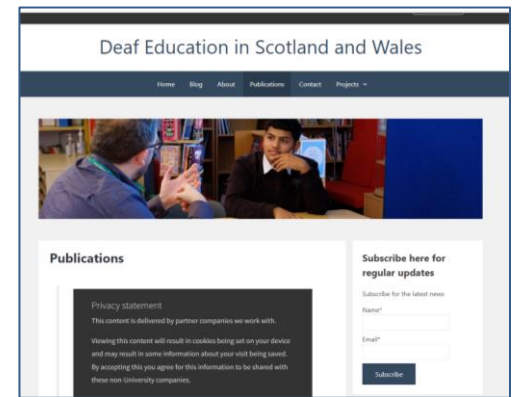 Deaf Education in Scotland and Wales
Home Blog About Publications Contact Projects
Publications
Privacy statement
This content is delivered by partner companies we work with.
Viewing this content will result in cookies being set on your device
and may result in some information about your visit being saved.
By accepting this you agree for this information to be shared with
these non-University companies.
Subscribe here for
regular updates
Subscribe for the latest news
Name*
Email*
Subscribe